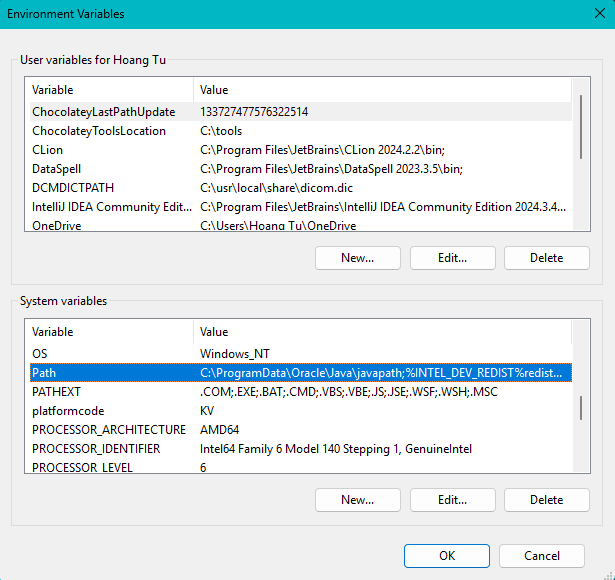 Environment Variables
User variables for Hoang Tu
Variable Value
ChocolateyLastPathUpdate 133727477576322514
ChocolateyToolsLocation C:\tools
CLion C:\Program Files\JetBrains\CLion 2024.2.2\bin;
DataSpell C:\Program Files\JetBrains\DataSpell 2023.3.5\bin;
DCMDICTPATH C:\usr\local\share\dicom.dic
IntelliJ IDEA Community Edit... C:\Program Files\JetBrains\IntelliJ IDEA Community Edition 2024.3.4...
OneDrive C:\Users\Hoang Tu\OneDrive
New... Edit... Delete
System variables
Variable Value
OS Windows_NT
Path C:\ProgramData\Oracle\Java\javapath;%INTEL_DEV_REDIST%redist...
PATHEXT .COM;.EXE;.BAT;.CMD;.VBS;.VBE;.JS;.JSE;.WSF;.WSH;.MSC
platformcode KV
PROCESSOR_ARCHITECTURE AMD64
PROCESSOR_IDENTIFIER Intel64 Family 6 Model 140 Stepping 1, GenuineIntel
PROCESSOR_LEVEL 6
New... Edit... Delete
OK Cancel